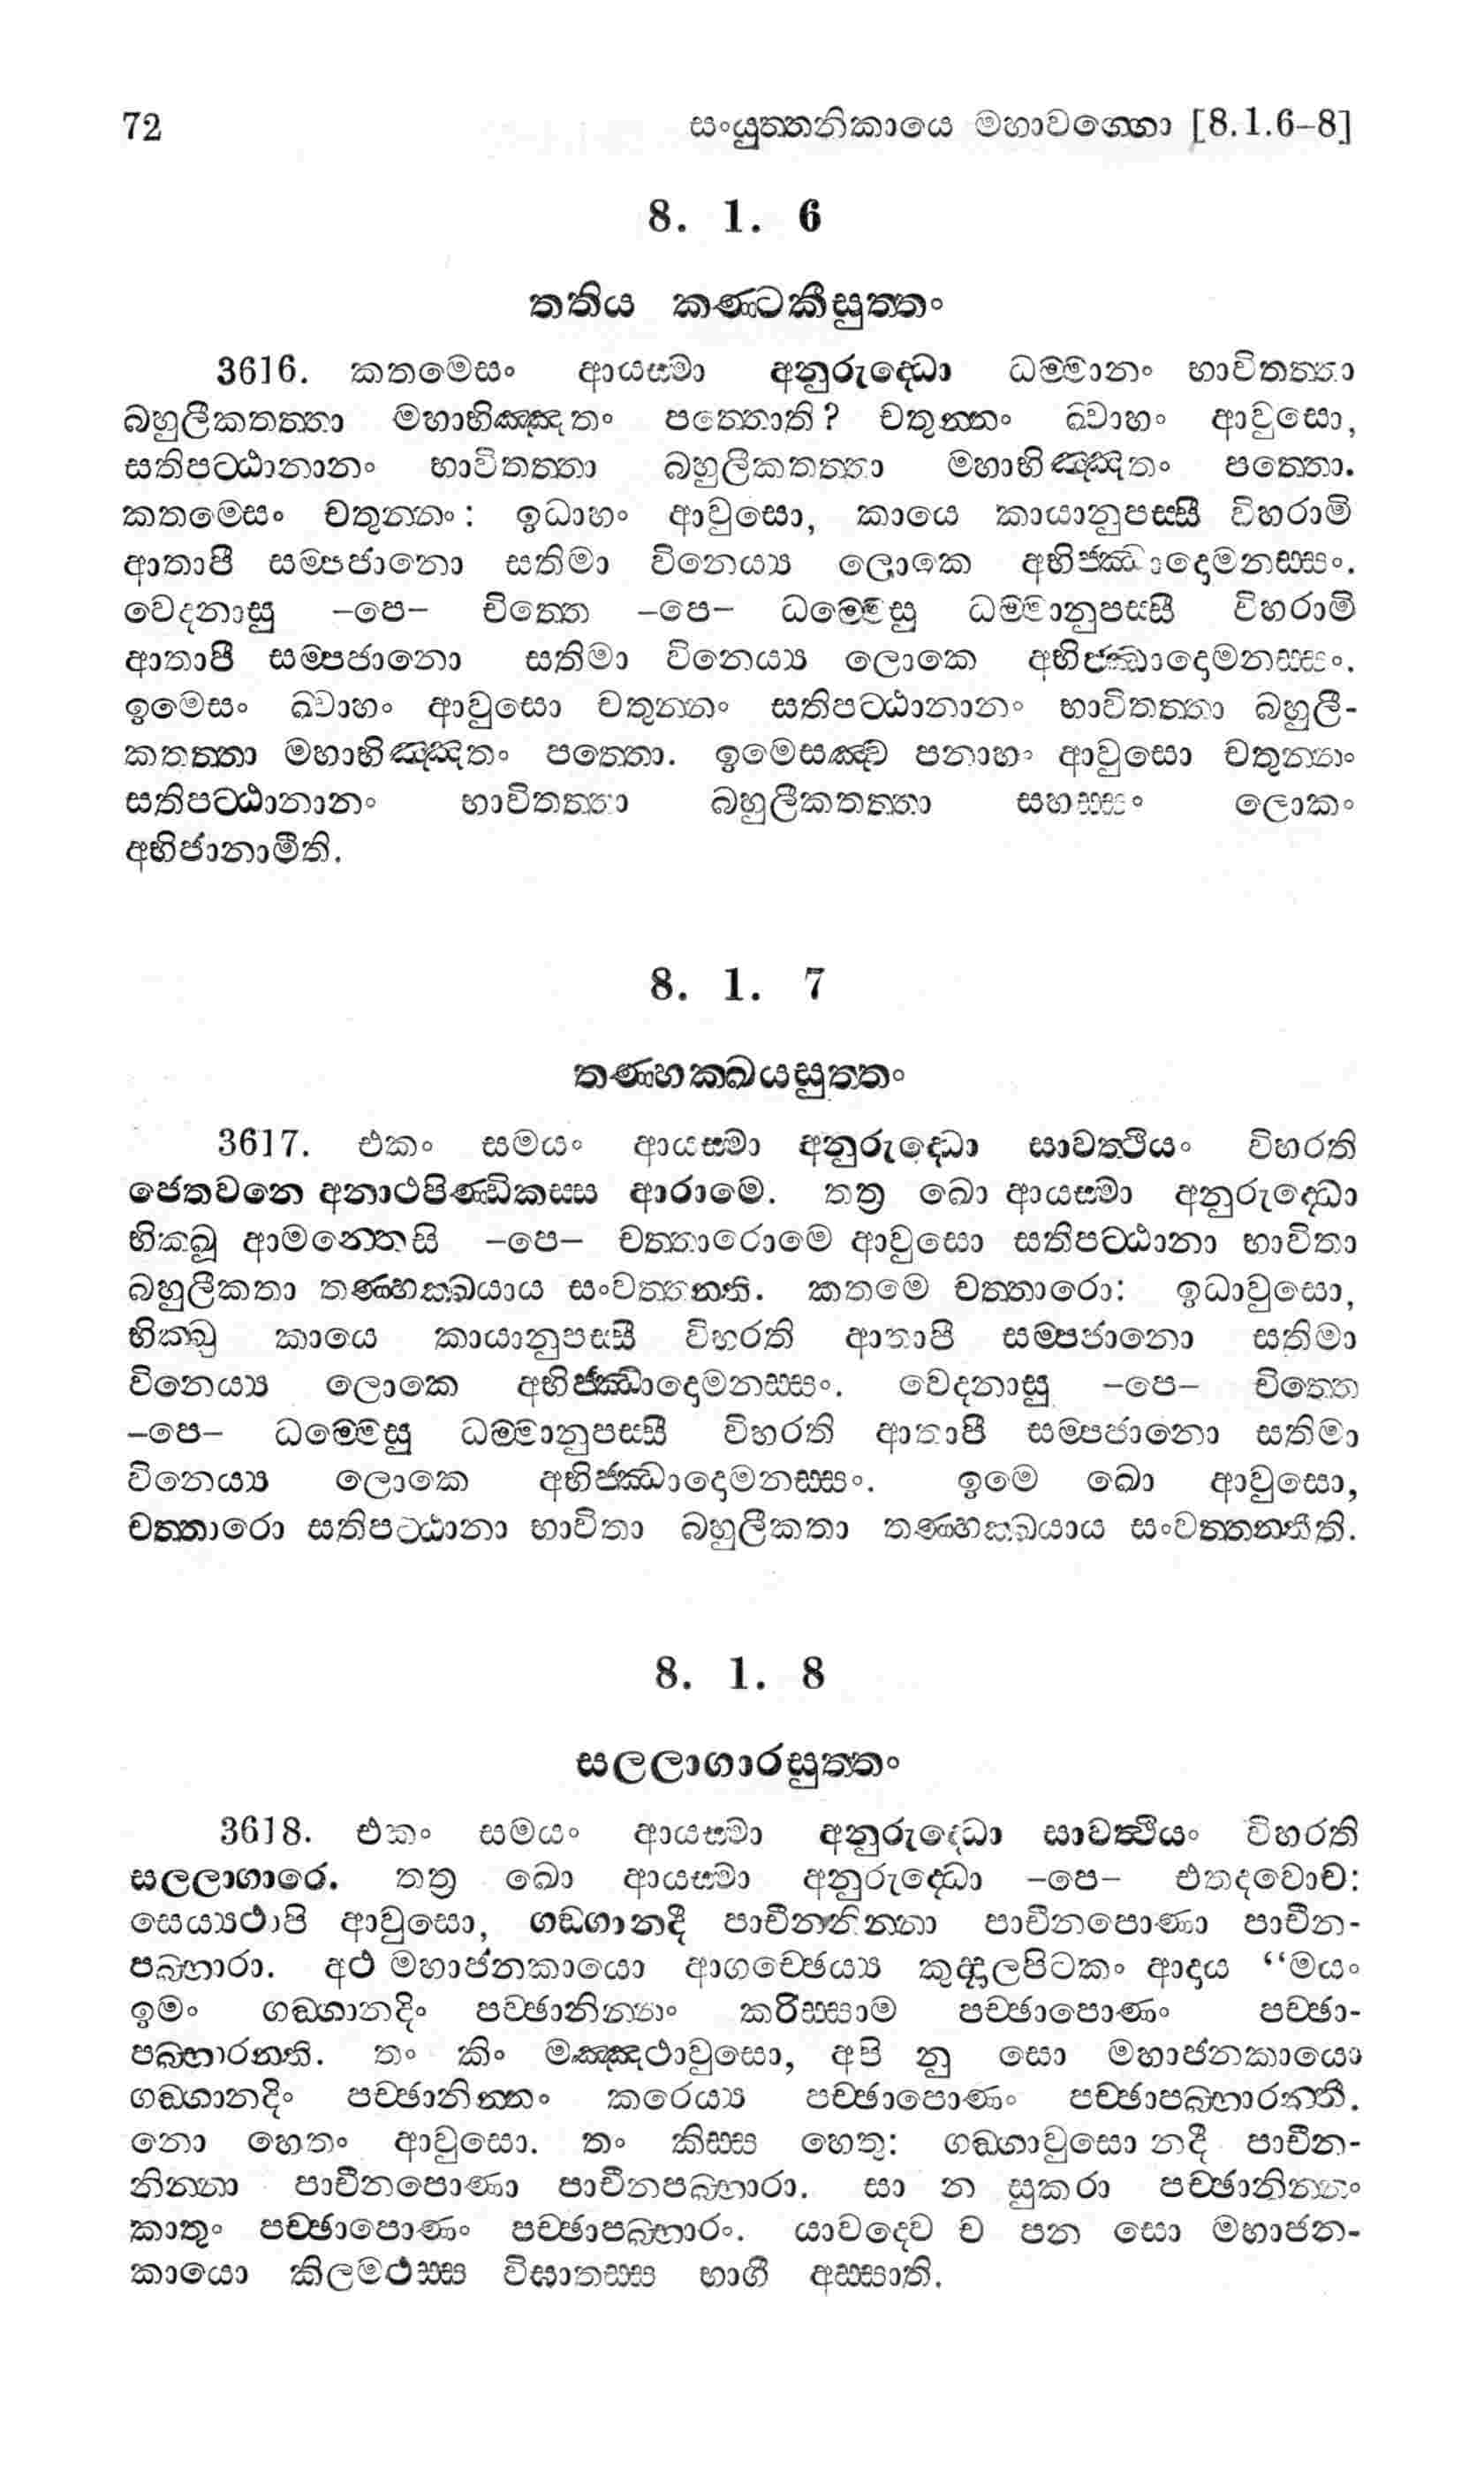 72 සංයුත්තනිකායෙ මහාවග්ගො [8.1.6–8]
8. 1. 6
තතිය කණ්ටකීසුත්තං
3616. කතමෙසං ආයස්මා අනුරුද්ධො ධම්මානං භාවිතත්තා
බහුලීකතත්තා මහාභිඤ්ඤතං පත්තොති? චතුන්නං ඛ්වාහං ආවුසො,
සතිපට්ඨානානං භාවිතත්තා බහුලීකතත්තා මහාභිඤ්ඤතං පත්තො.
කතමෙසං චතුන්නං: ඉධාහං ආවුසො, කායෙ කායානුපස්සී විහරාමි
ආතාපී සම්පජානො සතිමා විනෙය්‍ය ලොකෙ අභිජ්ඣාදොමනස්සං.
වෙදනාසු –පෙ– චිත්තෙ –පෙ– ධම්මෙසු ධම්මානුපස්සී විහරාමි
ආතාපී සම්පජානො සතිමා විනෙය්‍ය ලොකෙ අභිජ්ඣාදොමනස්සං.
ඉමෙසං ඛ්වාහං ආවුසො චතුන්නං සතිපට්ඨානානං භාවිතත්තා බහුලී-
කතත්තා මහාභිඤ්ඤතං පත්තො. ඉමෙසඤ්ච පනාහං ආවුසො චතුන්නං
සතිපට්ඨානානං භාවිතත්තා බහුලීකතත්තා සහස්සං ලොකං
අභිජානාමීති.
8. 1. 7
තණ්හක්ඛයසුත්තං
3617. එකං සමයං ආයස්මා අනුරුද්ධො සාවත්ථියං විහරති
ජෙතවනෙ අනාථපිණ්ඩිකස්ස ආරාමෙ. තත්‍ර ඛො ආයස්මා අනුරුද්ධො
භික්ඛූ ආමන්තෙසි –පෙ– චත්තාරොමෙ ආවුසො සතිපට්ඨානා භාවිතා
බහුලීකතා තණ්හක්ඛයාය සංවත්තන්ති. කතමෙ චත්තාරො: ඉධාවුසො,
භික්ඛු කායෙ කායානුපස්සී විහරති ආතාපී සම්පජානො සතිමා
විනෙය්‍ය ලොකෙ අභිජ්ඣාදොමනස්සං. වෙදනාසු –පෙ– චිත්තෙ
–පෙ– ධම්මෙසු ධම්මානුපස්සී විහරති ආතාපී සම්පජානො සතිමා
විනෙය්‍ය ලොකෙ අභිජ්ඣාදොමනස්සං. ඉමෙ ඛො ආවුසො,
චත්තාරො සතිපට්ඨානා භාවිතා බහුලීකතා තණ්හක්ඛයාය සංවත්තන්තීති.
8. 1. 8
සලලාගාරසුත්තං
3618. එකං සමයං ආයස්මා අනුරුද්ධො සාවත්ථියං විහරති
සලලාගාරෙ. තත්‍ර ඛො ආයස්මා අනුරුද්ධො –පෙ– එතදවොච:
සෙය්‍යථාපි ආවුසො, ගඞ්ගානදී පාචීනනින්නා පාචීනපොණා පාචීන-
පබ්භාරා. අථ මහාජනකායො ආගච්ඡෙය්‍ය කුද්දාලපිටකං ආදාය “මයං
ඉමං ගඞ්ගානදිං පච්ඡානින්නං කරිස්සාම පච්ඡාපොණං පච්ඡා-
පබ්භාරන්ති. තං කිං මඤ්ඤථාවුසො, අපි නු සො මහාජනකායො
ගඞ්ගානදිං පච්ඡානින්නං කරෙය්‍ය පච්ඡාපොණං පච්ඡාපබ්භාරන්ති.
නො හෙතං ආවුසො. තං කිස්ස හෙතු: ගඞ්ගාවුසො නදී පාචීන-
නින්නා පාචීනපොණා පාචීනපබ්භාරා. සා න සුකරා පච්ඡානින්නං
කාතුං පච්ඡාපොණං පච්ඡාපබ්භාරං. යාවදෙව ච පන සො මහාජන-
කායො කිලමථස්ස විඝාතස්ස භාගී අස්සාති.